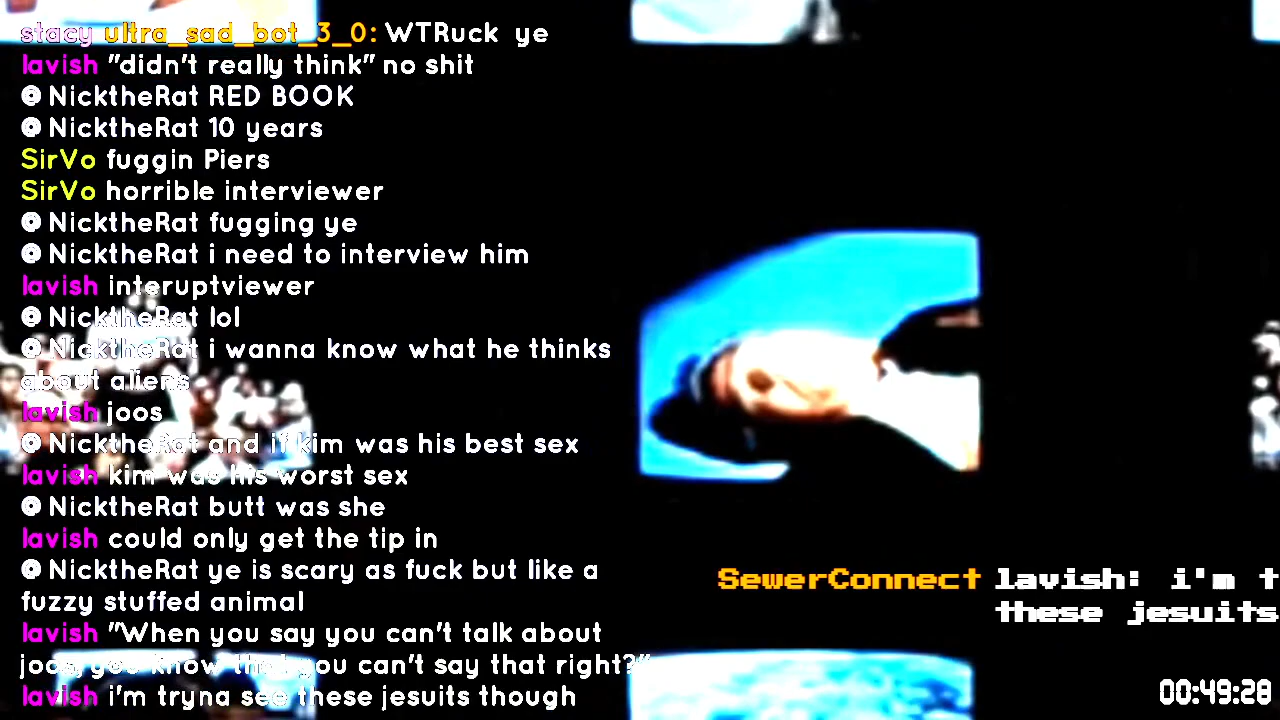 stacy ultra_sad_bot_3_0: WTRuck ye
lavish "didn't really think" no shit
@ NicktheRat RED BOOK
@ NicktheRat 10 years
SirVo fuggin Piers
SirVo horrible interviewer
@ NicktheRat fugging ye
@ NicktheRat i need to interview him
lavish interuptviewer
@ NicktheRat lol
@ NicktheRat i wanna know what he thinks
about aliens
lavish joos
@ NicktheRat and if kim was his best sex
lavish kim was his worst sex
@ NicktheRat butt was she
lavish could only get the tip in
@ NicktheRat ye is scary as fuck but like a
fuzzy stuffed animal
lavish "When you say you can't talk about
joos, you know that you can't say that right?"
lavish i'm tryna see these jesuits though
SewerConnect lavish: i'm t
these jesuits
00:49:28